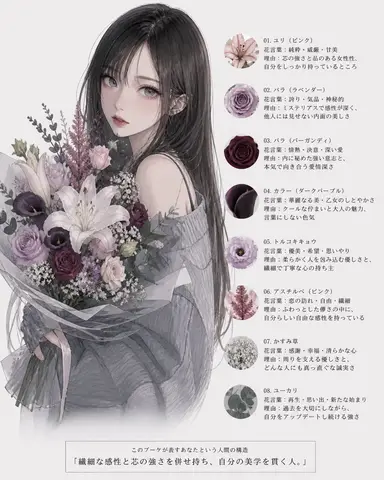 01. ユリ（ピンク）
花言葉：純粋・威厳・甘美
理由：芯の強さと品のある女性性、
自分をしっかり持っているところ
02. バラ（ラベンダー）
花言葉：誇り・気品・神秘的
理由：ミステリアスで感性が深く、
他人には見せない内面の美しさ
03. バラ（バーガンディ）
花言葉：情熱・決意・深い愛
理由：内に秘めた強い意志と、
本気で向き合う愛情深さ
04. カラー（ダークパープル）
花言葉：華麗なる美・乙女のしとやかさ
理由：クールな佇まいと大人の魅力、
言葉にしない色気
05. トルコキキョウ
花言葉：優美・希望・思いやり
理由：柔らかく人を包み込む優しさと、
繊細で丁寧な心の持ち主
06. アスチルベ（ピンク）
花言葉：恋の訪れ・自由・繊細
理由：ふわっとした儚さの中に、
自分らしい自由な感性を持っている
07. かすみ草
花言葉：感謝・幸福・清らかな心
理由：周りを支える優しさと、
どんな人にも真っ直ぐな誠実さ
08. ユーカリ
花言葉：再生・思い出・新たな始まり
理由：過去を大切にしながら、
自分をアップデートし続ける強さ
このブーケが表すあなたという人間の構造
「繊細な感性と芯の強さを併せ持ち、自分の美学を貫く人。」